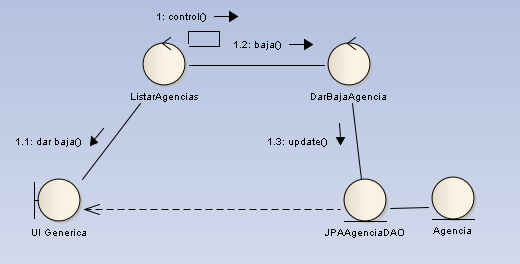 1: control()
1.2: baja()
ListarAgencias
DarBajaAgencia
1.1: dar baja()
1.3: update()
UI Generica
JPAAgenciaDAO
Agencia